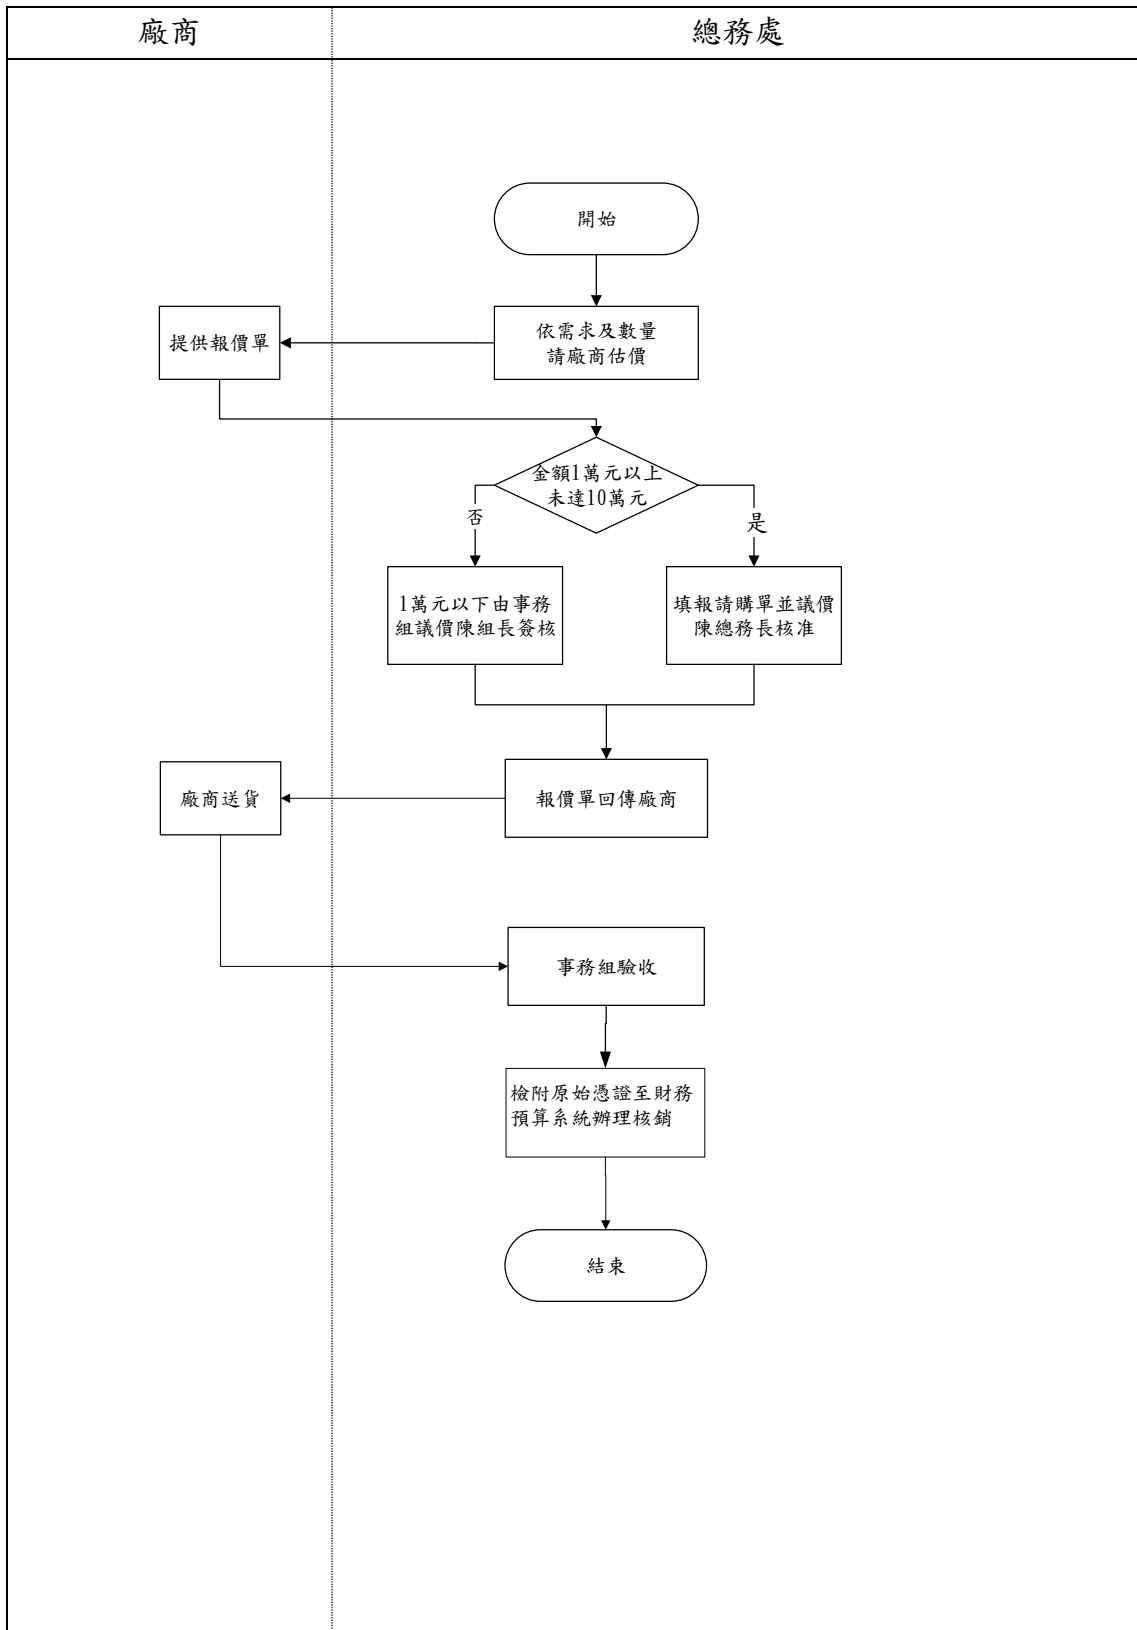 廠商
總務處
開始
提供報價單
依需求及數量
請廠商估價
金額1萬元以上
未達10萬元
否
是
1萬元以下由事務
組議價陳組長簽核
填報請購單並議價
陳總務長核准
廠商送貨
報價單回傳廠商
事務組驗收
檢附原始憑證至財務
預算系統辦理核銷
結束